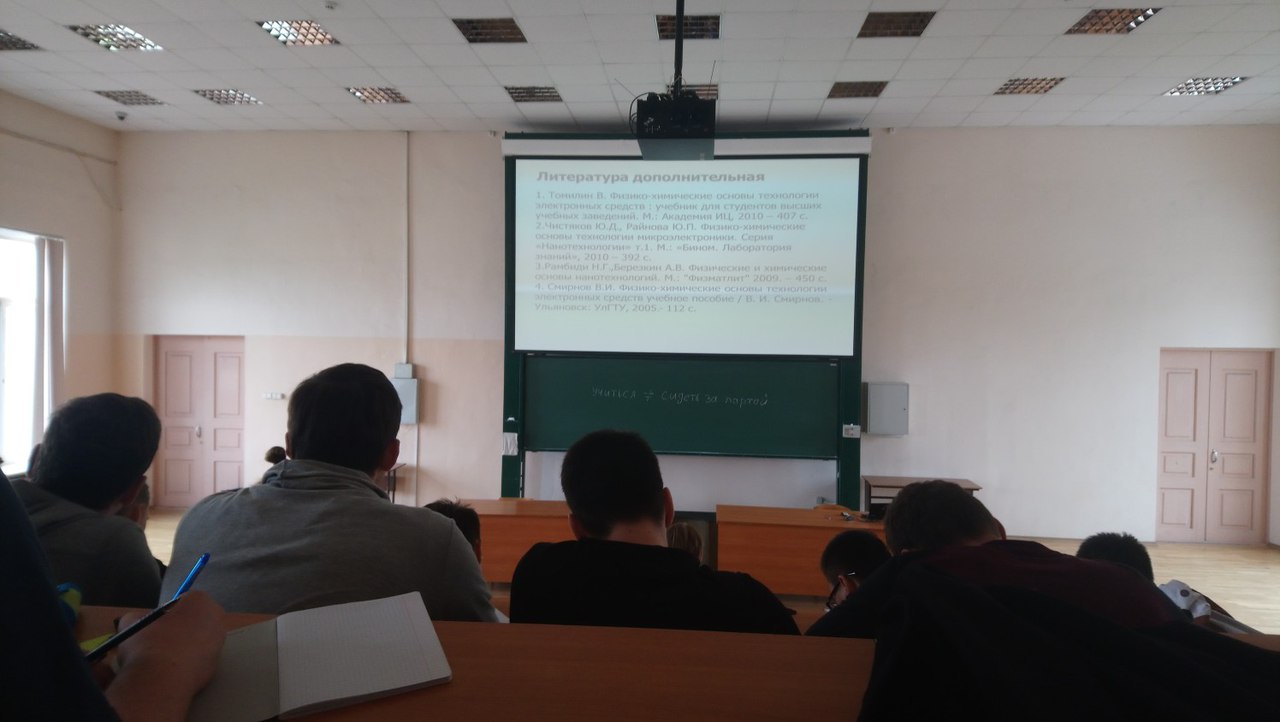 Литература дополнительная
1. Томилин В. Физико-химические основы технологии
электронных средств : учебник для студентов высших
учебных заведений. М.: Академия ИЦ, 2010 – 407 с.
2.Чистяков Ю.Д., Райнова Ю.П. Физико-химические
основы технологии микроэлектроники. Серия
«Нанотехнологии» т.1. М.: «Бином. Лаборатория
знаний», 2010 – 392 с.
3.Рамбиди Н.Г.,Березкин А.В. Физические и химические
основы нанотехнологий. М.: "Физматлит" 2009. – 450 с.
4. Смирнов В.И. Физико-химические основы технологии
электронных средств учебное пособие / В. И. Смирнов. -
Ульяновск: УлГТУ, 2005.- 112 с.
учиться ≠ сидеть за партой